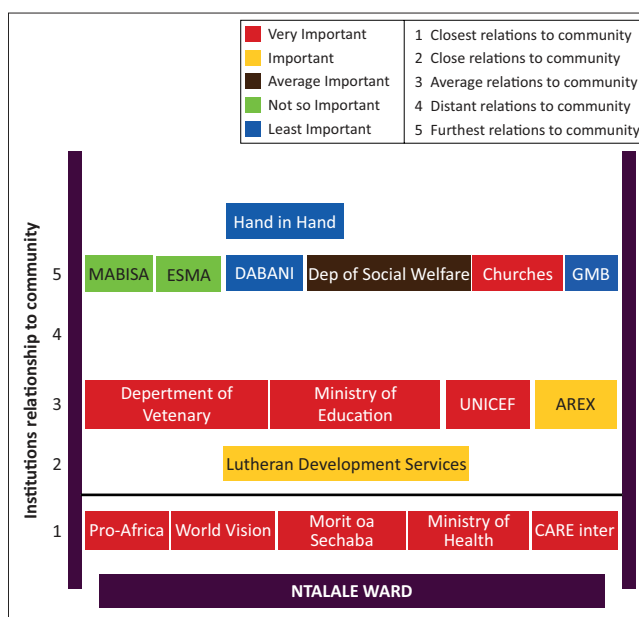 Very Important
Important
Average Important
Not so Important
Least Important
1 Closest relations to community
2 Close relations to community
3 Average relations to community
4 Distant relations to community
5 Furthest relations to community
Institutions relationship to community
Hand in Hand
5
MABISA
ESMA
DABANI
Dep of Social Welfare
Churches
GMB
4
3
Depertment of
Vetenary
Ministry of
Education
UNICEF
AREX
2
Lutheran Development Services
1
Pro-Africa
World Vision
Morit oa
Sechaba
Ministry of
Health
CARE inter
NTALALE WARD